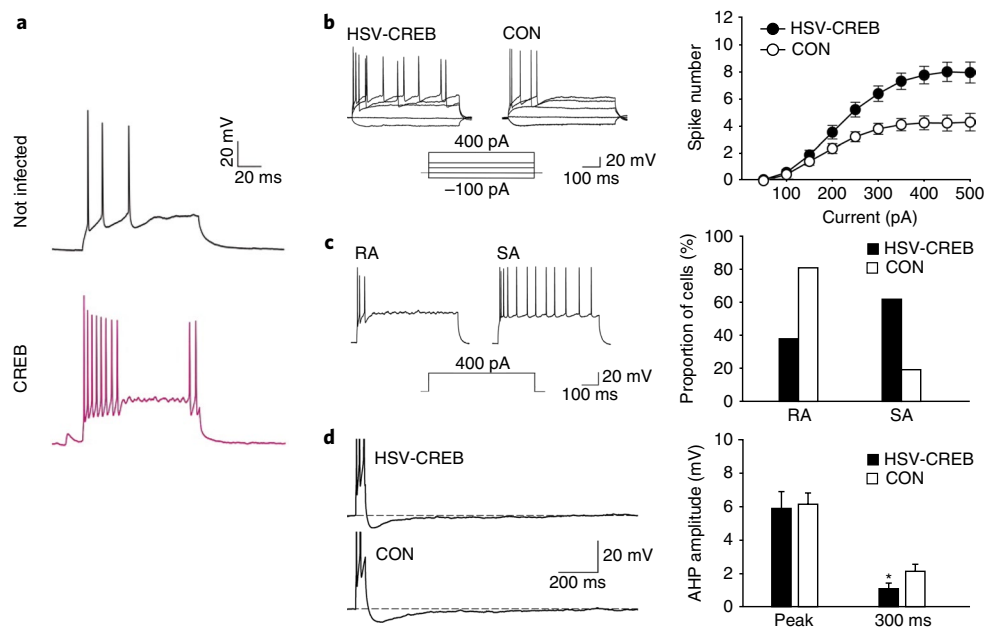 a
Not infected
20 mV
20 ms
CREB
b
HSV-CREB CON
400 pA
–100 pA
20 mV
100 ms
12
10
8
6
4
2
0
Spike number
HSV-CREB
CON
100 200 300 400 500
Current (pA)
c
RA SA
400 pA
20 mV
100 ms
100
80
60
40
20
0
Proportion of cells (%)
HSV-CREB
CON
RA SA
d
HSV-CREB
CON
20 mV
200 ms
10
8
6
4
2
0
AHP amplitude (mV)
HSV-CREB
CON
*
Peak 300 ms